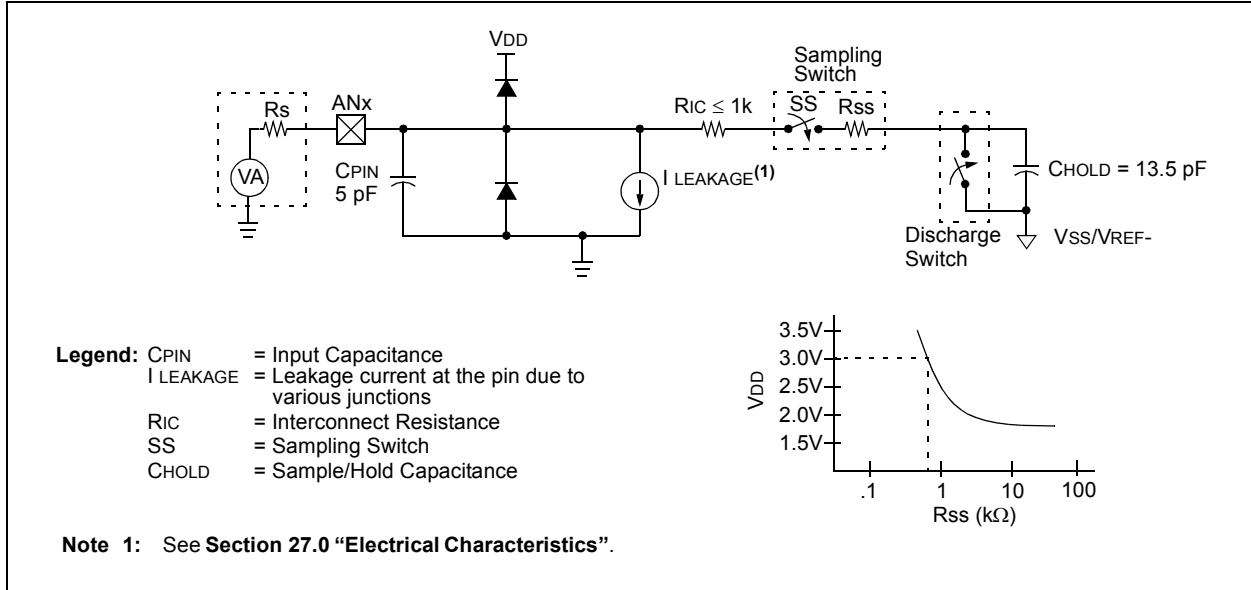 VDD
Sampling
Switch
Rs
ANx
RIC ≤ 1k
SS
Rss
VA
CPIN
5 pF
I LEAKAGE(1)
CHOLD = 13.5 pF
Discharge
Switch
VSS/VREF-
Legend: CPIN = Input Capacitance
I LEAKAGE = Leakage current at the pin due to
various junctions
RIC = Interconnect Resistance
SS = Sampling Switch
CHOLD = Sample/Hold Capacitance
VDD
3.5V
3.0V
2.5V
2.0V
1.5V
.1 1 10 100
Rss (kΩ)
Note 1: See Section 27.0 “Electrical Characteristics”.